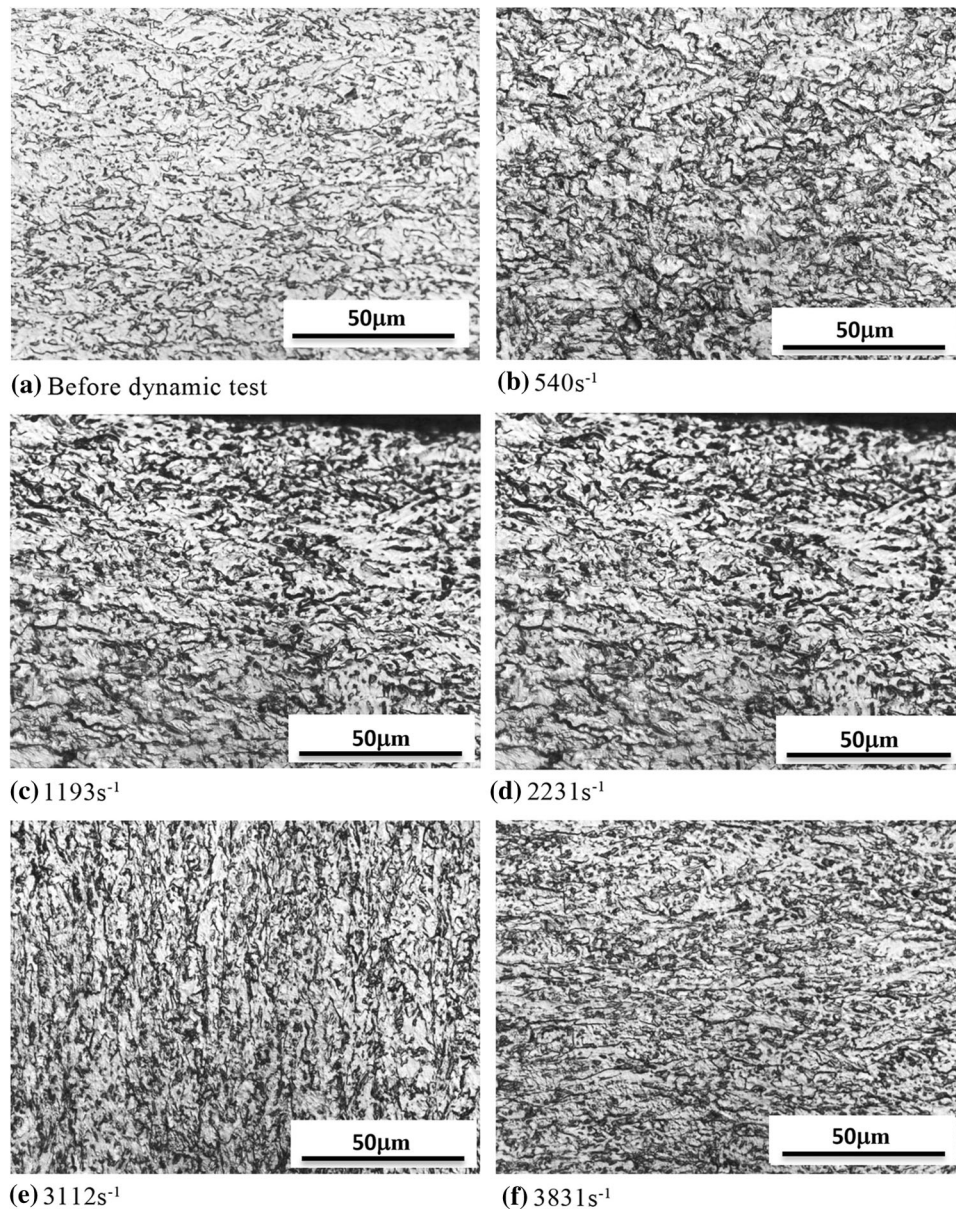 50μm
50μm
(a) Before dynamic test
(b) 540s⁻¹
50μm
50μm
(c) 1193s⁻¹
(d) 2231s⁻¹
50μm
50μm
(e) 3112s⁻¹
(f) 3831s⁻¹